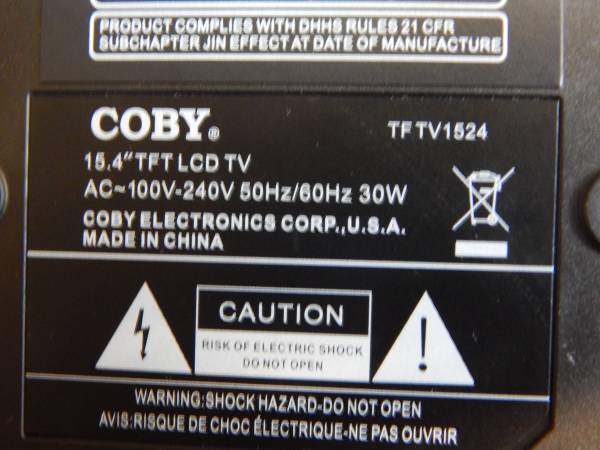 PRODUCT COMPLIES WITH DHHS RULES 21 CFR
SUBCHAPTER JIN EFFECT AT DATE OF MANUFACTURE
COBY®
TFTV1524
15.4" TFT LCD TV
AC~100V-240V 50Hz/60Hz 30W
COBY ELECTRONICS CORP.,U.S.A.
MADE IN CHINA
CAUTION
RISK OF ELECTRIC SHOCK
DO NOT OPEN
WARNING:SHOCK HAZARD-DO NOT OPEN
AVIS:RISQUE DE CHOC ÉLECTRIQUE-NE PAS OUVRIR